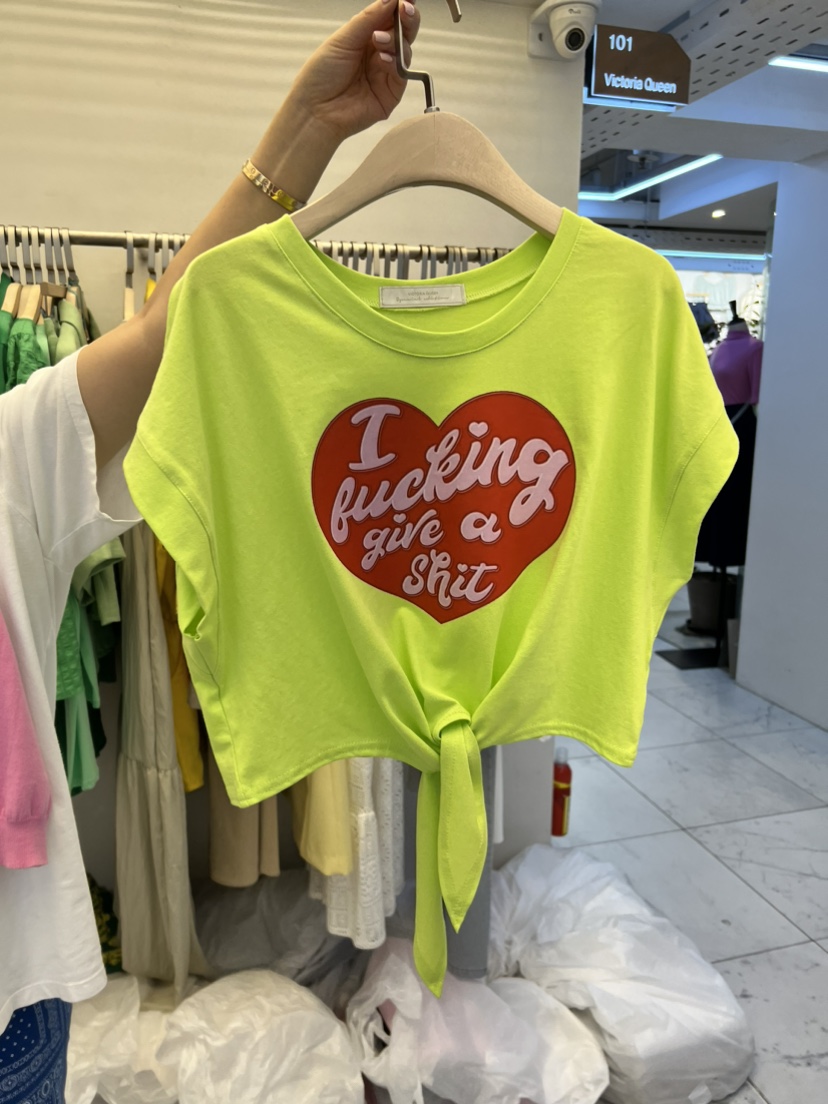 101
Victoria Queen
I
fucking
give a
shit